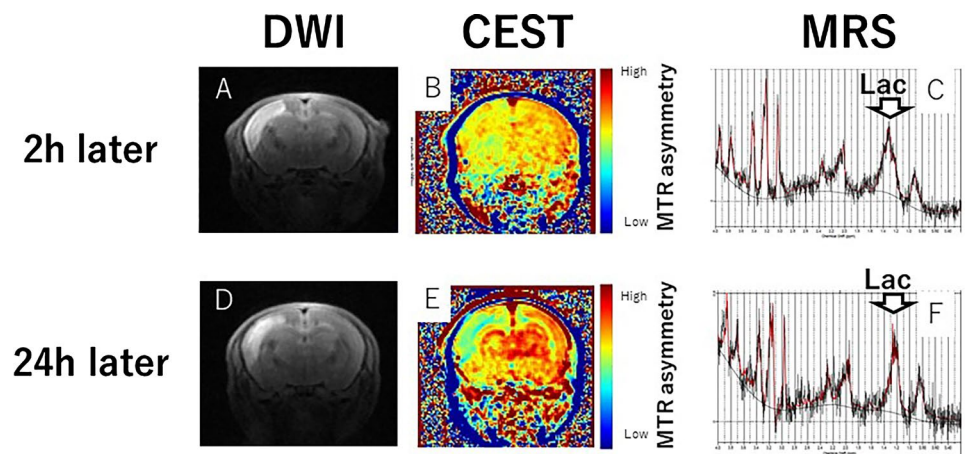 DWI CEST MRS
2h later
A
B
High
Low
MTR asymmetry
Lac
C
24h later
D
E
High
Low
MTR asymmetry
Lac
F